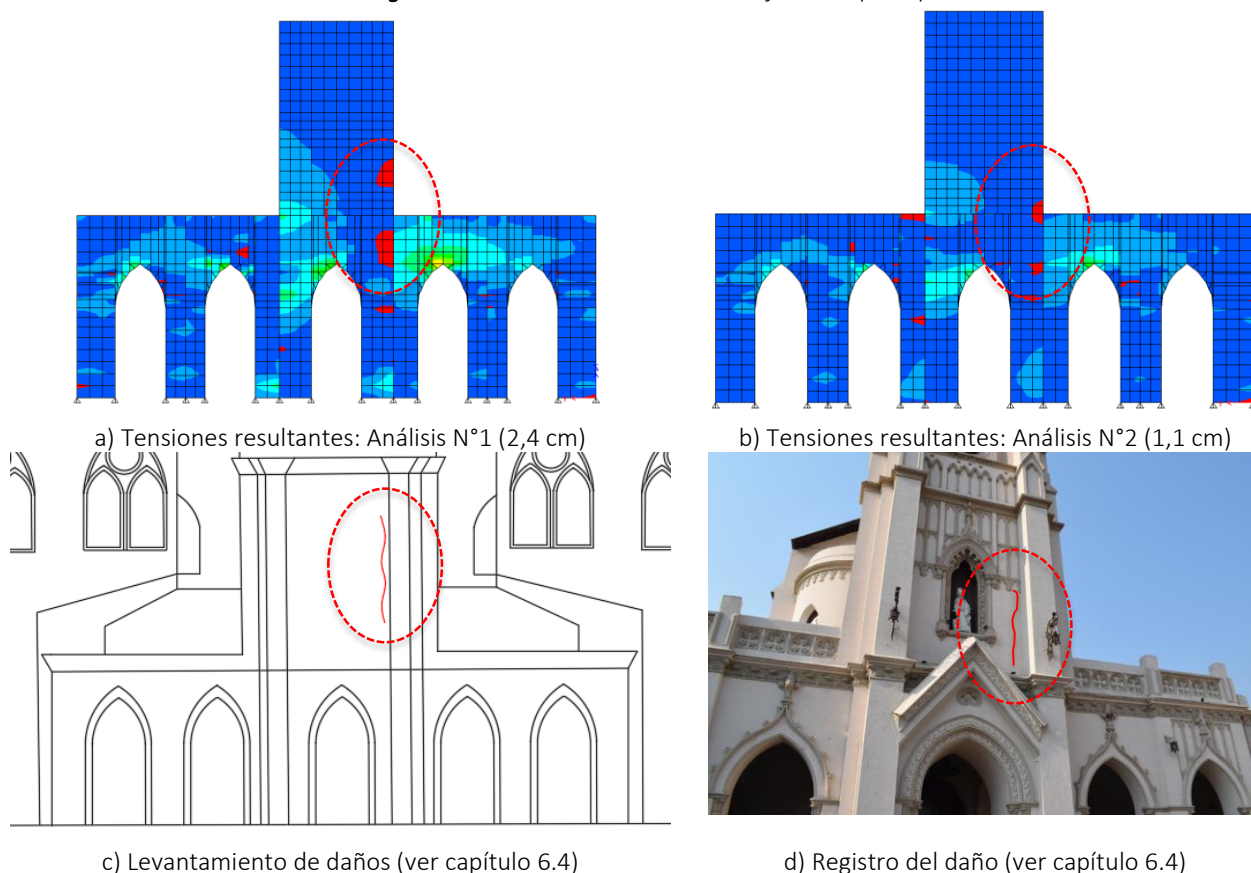 a) Tensiones resultantes: Análisis N°1 (2,4 cm)
b) Tensiones resultantes: Análisis N°2 (1,1 cm)
c) Levantamiento de daños (ver capítulo 6.4)
d) Registro del daño (ver capítulo 6.4)